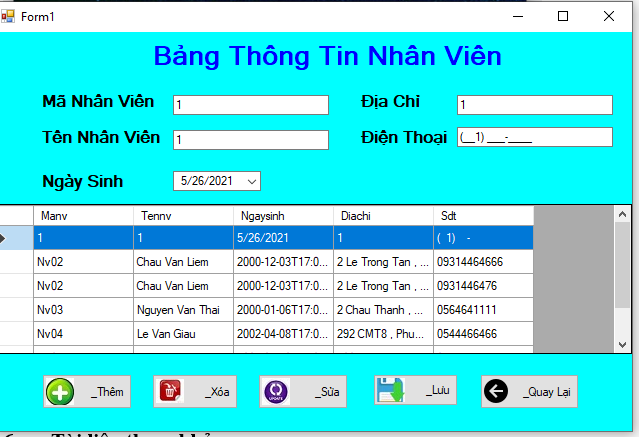 Form1
Bảng Thông Tin Nhân Viên
Mã Nhân Viên 1 Địa Chỉ 1
Tên Nhân Viên 1 Điện Thoại (__1) ___-____
Ngày Sinh 5/26/2021
Manv Tennv Ngaysinh Diachi Sdt
1 1 5/26/2021 1 ( 1) -
Nv02 Chau Van Liem 2000-12-03T17:0... 2 Le Trong Tan , ... 09314464666
Nv02 Chau Van Liem 2000-12-03T17:0... 2 Le Trong Tan , ... 0931446476
Nv03 Nguyen Van Thai 2000-01-06T17:0... 2 Chau Thanh , ... 0564641111
Nv04 Le Van Giau 2002-04-08T17:0... 292 CMT8 , Phu... 0544466466
_Thêm _Xóa UPDATE _Sửa _Lưu _Quay Lại